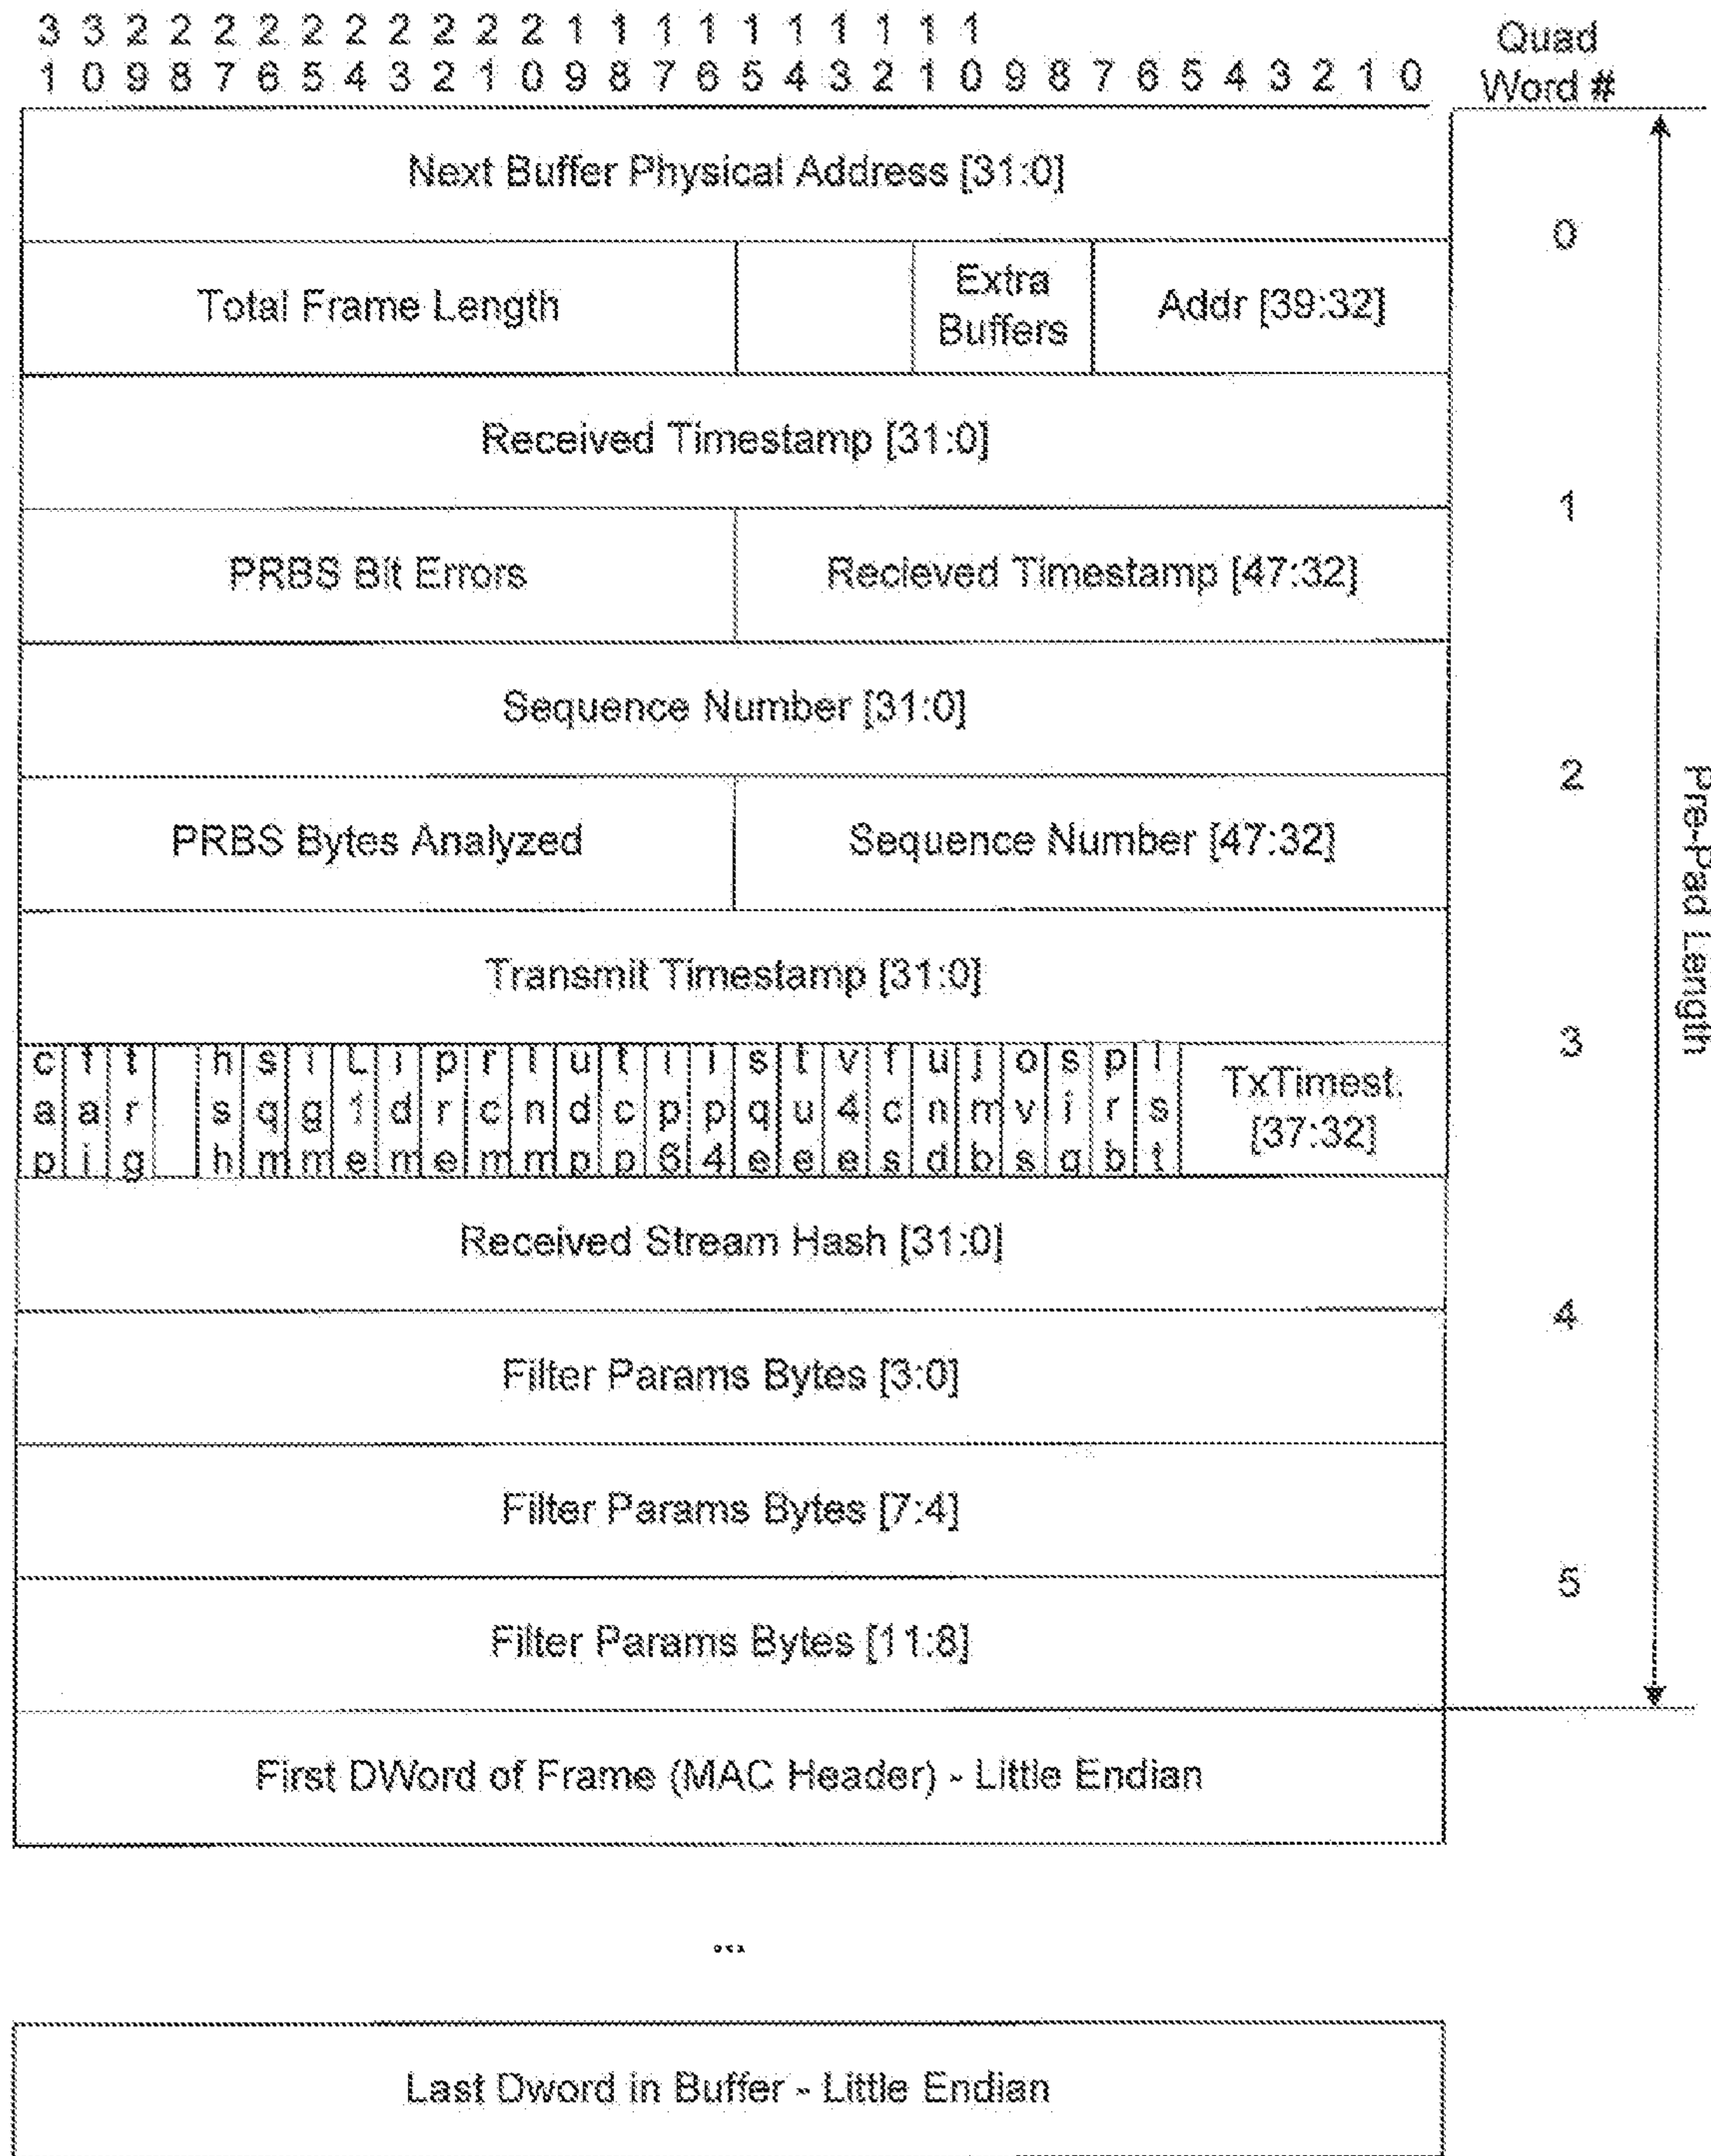 3 3 2 2 2 2 2 2 2 2 2 2 1 1 1 1 1 1 1 1 1 1
1 0 9 8 7 6 5 4 3 2 1 0 9 8 7 6 5 4 3 2 1 0 9 8 7 6 5 4 3 2 1 0
Quad
Word #
Next Buffer Physical Address [31:0]
0
Total Frame Length
Extra
Buffers
Addr [39:32]
Received Timestamp [31:0]
1
PRBS Bit Errors
Recieved Timestamp [47:32]
Sequence Number [31:0]
2
PRBS Bytes Analyzed
Sequence Number [47:32]
Pre-Pad Length
Transmit Timestamp [31:0]
3
c f t h s i L i p r l u t i i s t v f u j o s p l
a a r s q g 1 d r c n d c p p q u 4 c n m v i r s
p i g h m m e m e m m p p 6 4 e e e s d b s g b t
TxTimest.
[37:32]
Received Stream Hash [31:0]
4
Filter Params Bytes [3:0]
Filter Params Bytes [7:4]
5
Filter Params Bytes [11:8]
First DWord of Frame (MAC Header) - Little Endian
...
Last Dword in Buffer - Little Endian